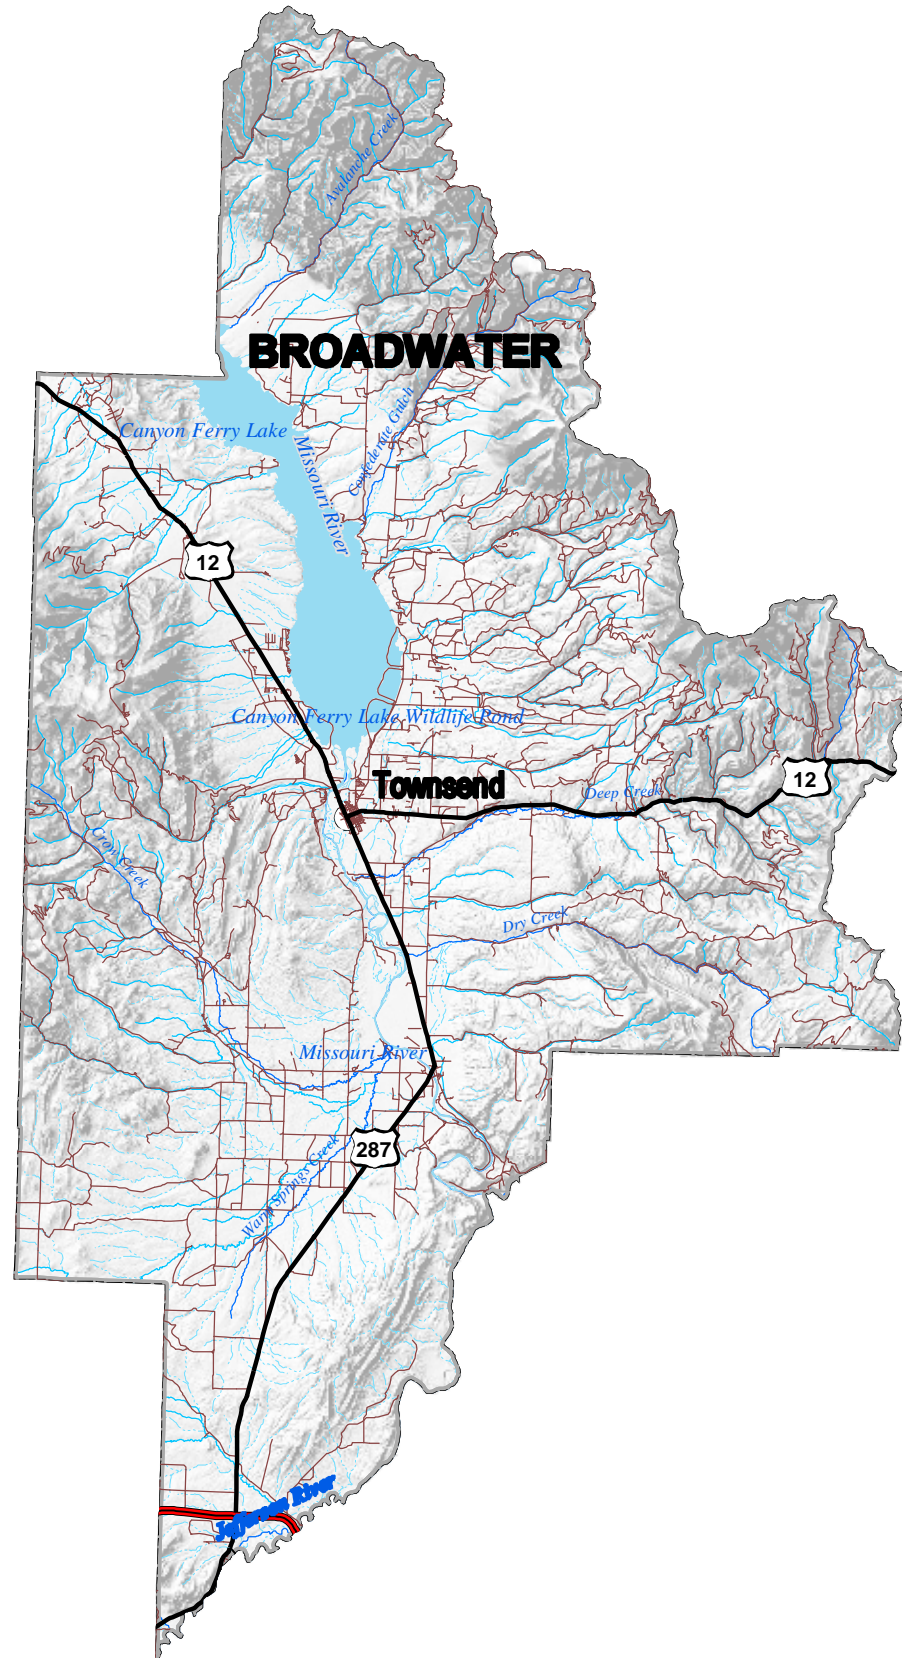 Avalanche Creek
BROADWATER
Canyon Ferry Lake
Missouri River
Confederate Gulch
12
Canyon Ferry Lake Wildlife Pond
Townsend
12
Deep Creek
Crow Creek
Dry Creek
Missouri River
287
Warm Springs Creek
Jefferson River